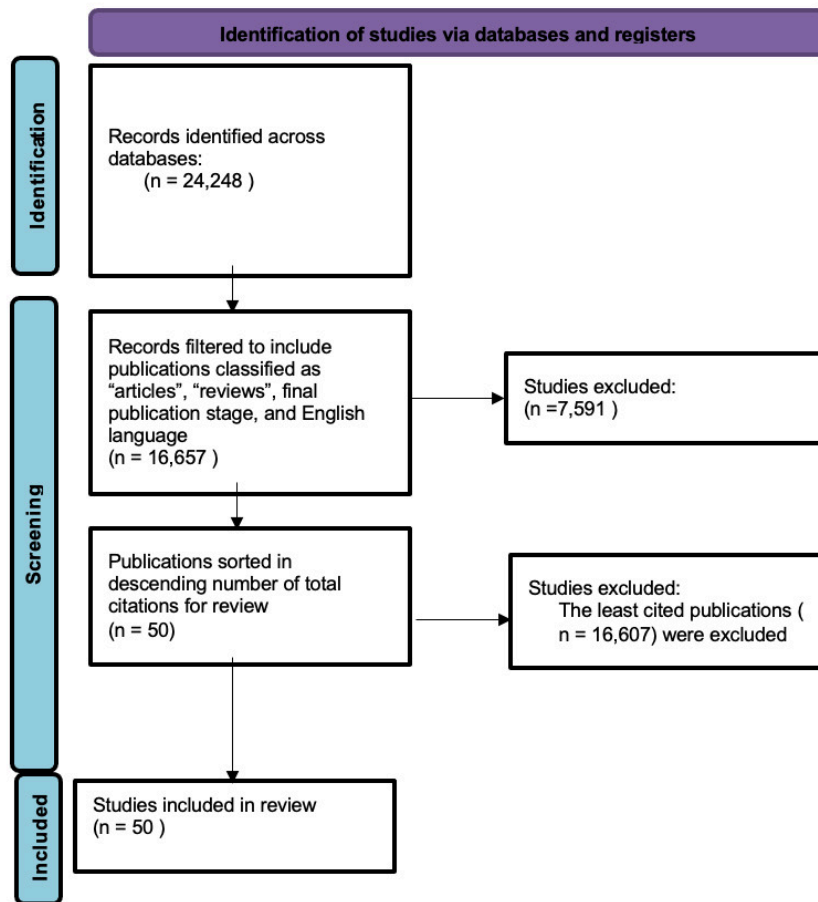 Identification of studies via databases and registers
Identification
Records identified across
databases:
(n = 24,248 )
Screening
Records filtered to include
publications classified as
“articles”, “reviews”, final
publication stage, and English
language
(n = 16,657 )
Studies excluded:
(n =7,591 )
Publications sorted in
descending number of total
citations for review
(n = 50)
Studies excluded:
The least cited publications (
n = 16,607) were excluded
Included
Studies included in review
(n = 50 )